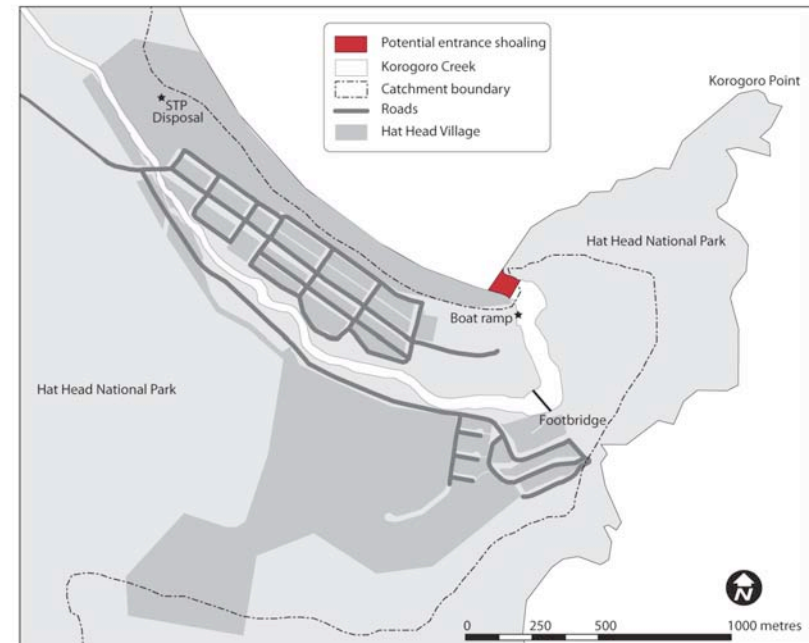 Potential entrance shoaling
Korogoro Creek
Catchment boundary
Roads
Hat Head Village
Korogoro Point
STP
Disposal
Hat Head National Park
Boat ramp
Hat Head National Park
Footbridge
N
0 250 500 1000 metres